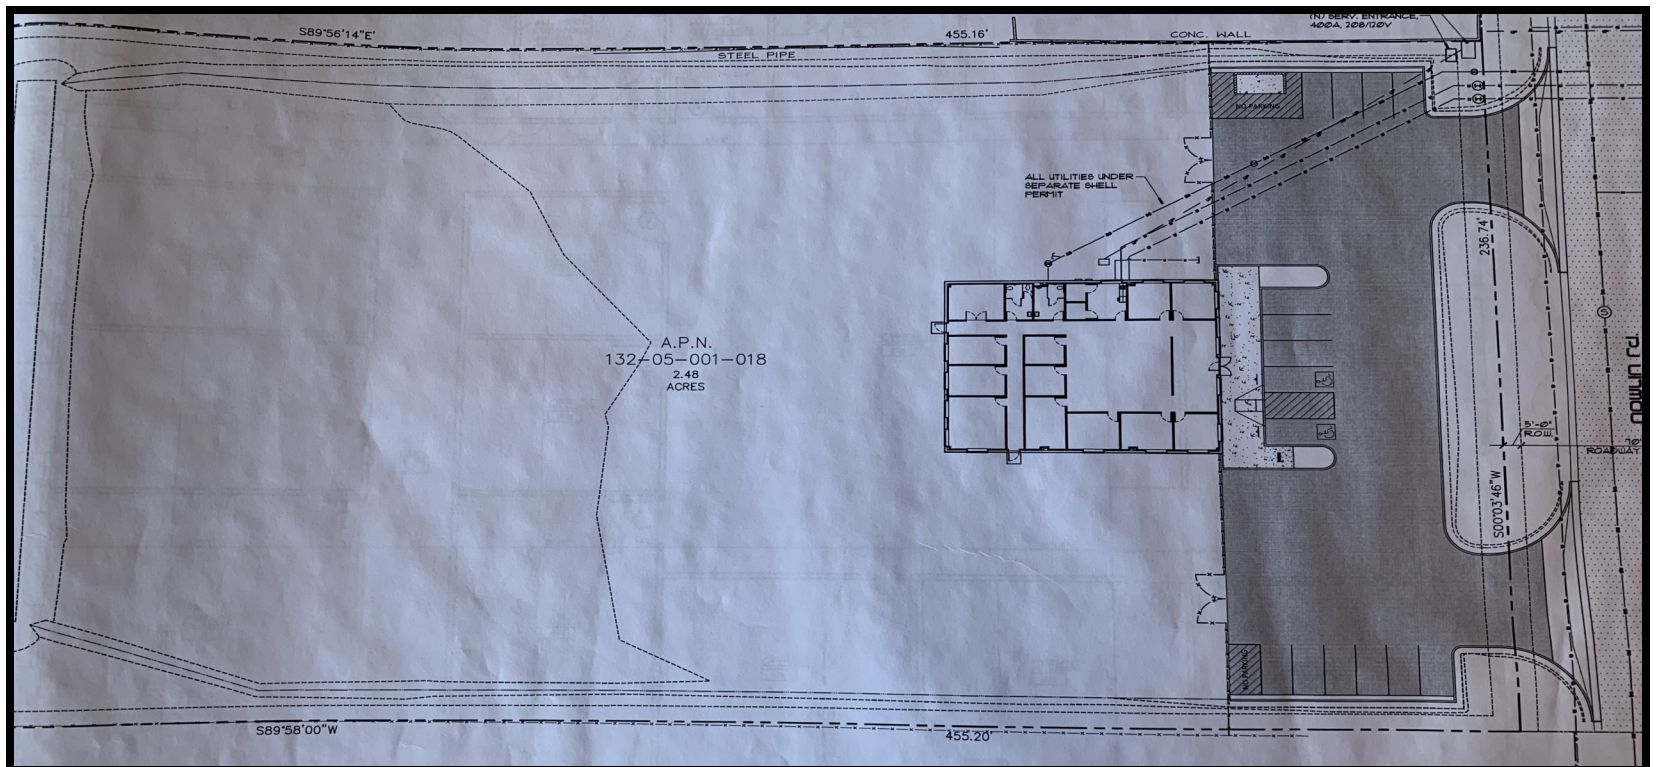 (N) SERV. ENTRANCE,
400A, 208/120V
S89°56'14"E'
455.16'
CONC. WALL
STEEL PIPE
NO PARKING
ALL UTILITIES UNDER
SEPARATE SHELL
PERMIT
236.74'
A.P.N.
132-05-001-018
2.48
ACRES
S
5'-0"
R.O.W.
70'
ROADWAY
S00°03'46"W
NO PARKING
S89°58'00"W
455.20'